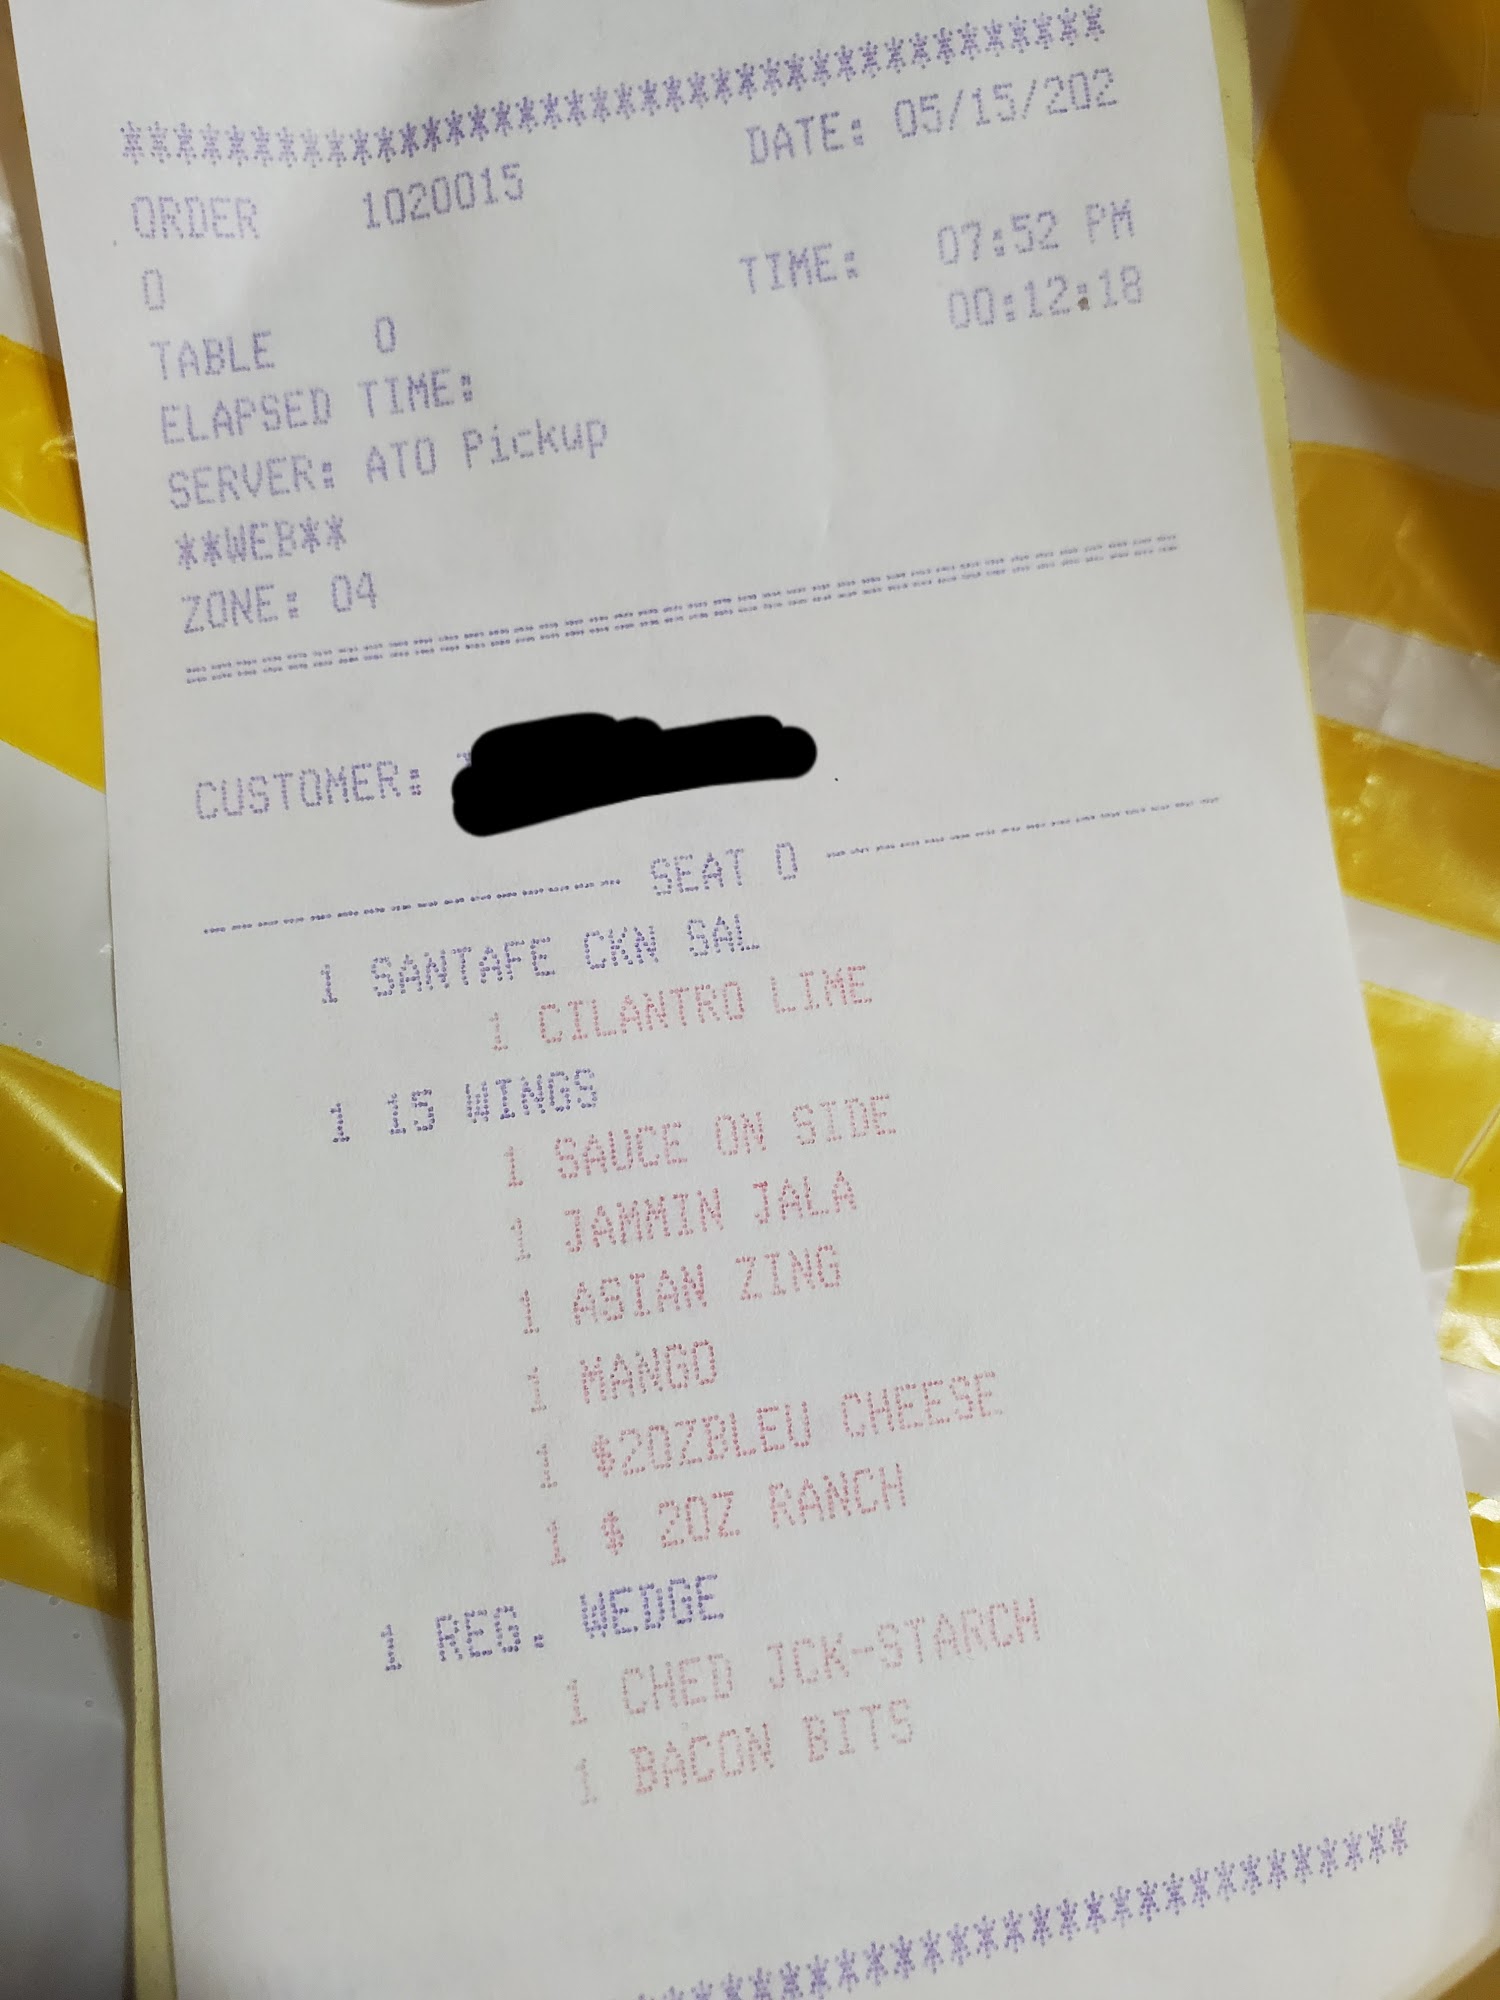 **************************************
ORDER 1020015 DATE: 05/15/202
0
TABLE 0 TIME: 07:52 PM
ELAPSED TIME: 00:12:18
SERVER: ATO Pickup
**WEB**
ZONE: 04
========================================
CUSTOMER:
---------------- SEAT 0 ----------------
1 SANTAFE CKN SAL
1 CILANTRO LIME
1 15 WINGS
1 SAUCE ON SIDE
1 JAMMIN JALA
1 ASIAN ZING
1 MANGO
1 $2OZBLEU CHEESE
1 $ 2OZ RANCH
1 REG. WEDGE
1 CHED JCK-STARCH
1 BACON BITS
**************************************